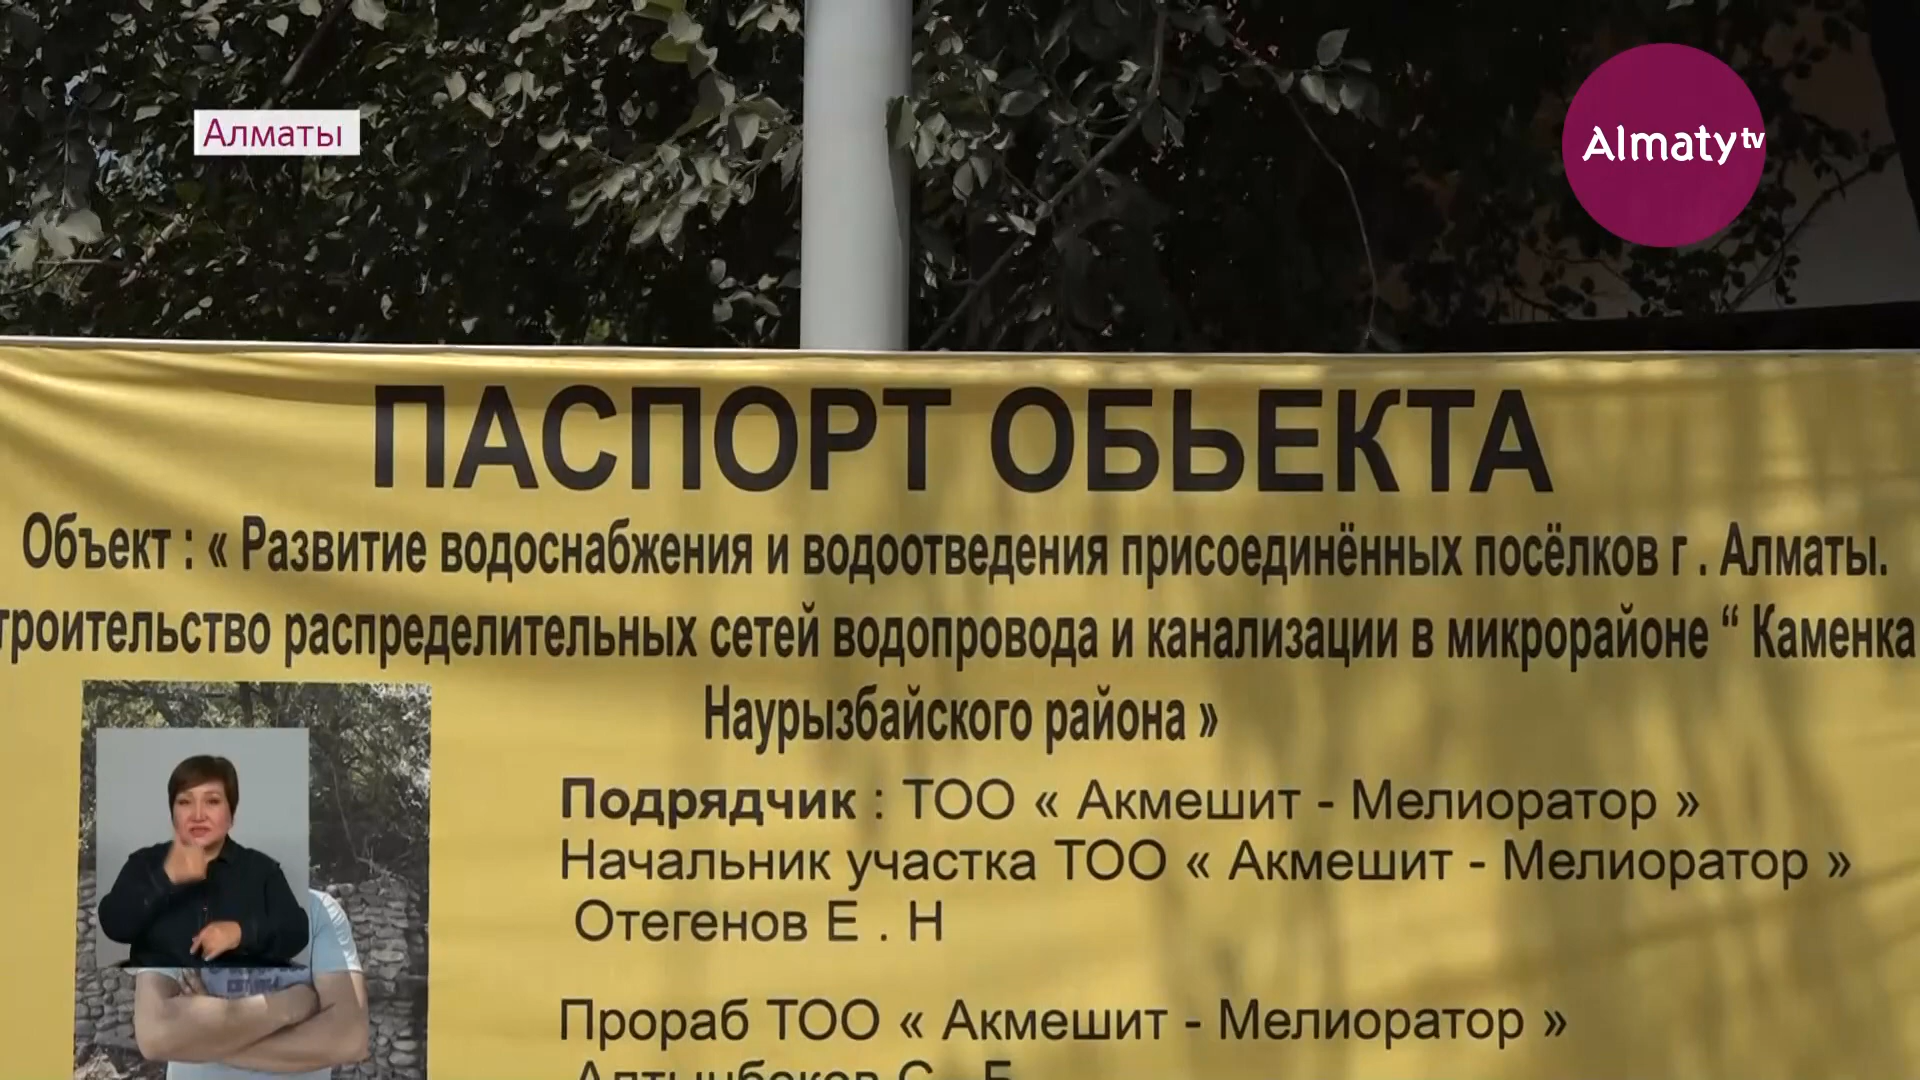 Алматы
Almaty tv
ПАСПОРТ ОБЬЕКТА
Объект : « Развитие водоснабжения и водоотведения присоединённых посёлков г . Алматы.
троительство распределительных сетей водопровода и канализации в микрорайоне “ Каменка
Наурызбайского района »
Подрядчик : ТОО « Акмешит - Мелиоратор »
Начальник участка ТОО « Акмешит - Мелиоратор »
Отегенов Е . Н
Прораб ТОО « Акмешит - Мелиоратор »